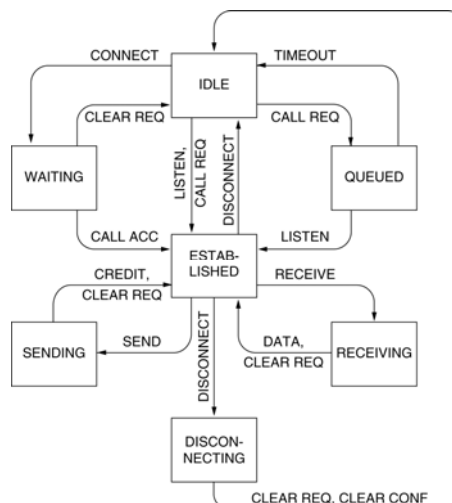 CONNECT
TIMEOUT
IDLE
CLEAR REQ
CALL REQ
WAITING
LISTEN,
CALL REQ
DISCONNECT
QUEUED
CALL ACC
LISTEN
ESTAB-
LISHED
CREDIT,
CLEAR REQ
RECEIVE
SENDING
SEND
DISCONNECT
DATA,
CLEAR REQ
RECEIVING
DISCON-
NECTING
CLEAR REQ, CLEAR CONF